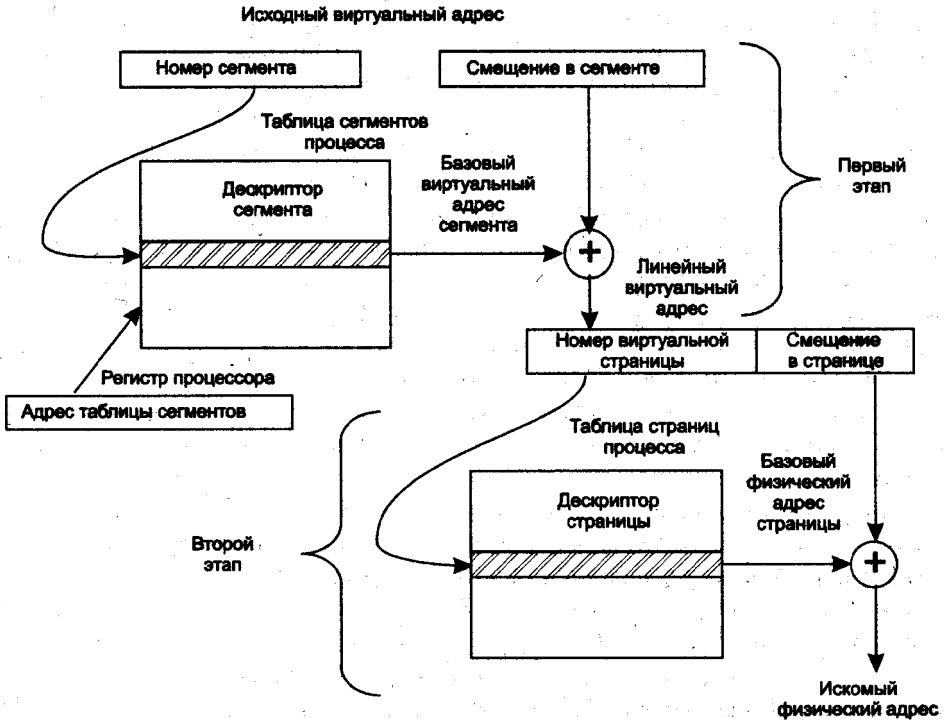 Исходный виртуальный адрес
Номер сегмента
Смещение в сегменте
Таблица сегментов
процесса
Дескриптор
сегмента
Базовый
виртуальный
адрес
сегмента
+
Первый
этап
Линейный
виртуальный
адрес
Номер виртуальной
страницы
Смещение
в странице
Регистр процессора
Адрес таблицы сегментов
Таблица страниц
процесса
Дескриптор
страницы
Базовый
физический
адрес
страницы
+
Второй
этап
Искомый
физический адрес